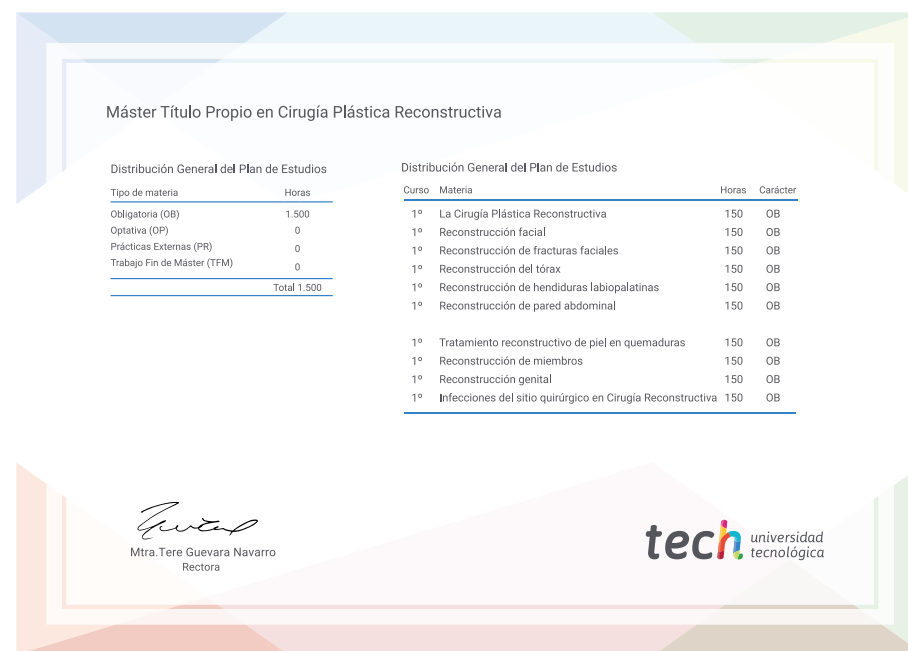 Máster Título Propio en Cirugía Plástica Reconstructiva
Distribución General del Plan de Estudios
Tipo de materia Horas
Obligatoria (OB) 1.500
Optativa (OP) 0
Prácticas Externas (PR) 0
Trabajo Fin de Máster (TFM) 0
Total 1.500
Distribución General del Plan de Estudios
Curso Materia Horas Carácter
1º La Cirugía Plástica Reconstructiva 150 OB
1º Reconstrucción facial 150 OB
1º Reconstrucción de fracturas faciales 150 OB
1º Reconstrucción del tórax 150 OB
1º Reconstrucción de hendiduras labiopalatinas 150 OB
1º Reconstrucción de pared abdominal 150 OB
1º Tratamiento reconstructivo de piel en quemaduras 150 OB
1º Reconstrucción de miembros 150 OB
1º Reconstrucción genital 150 OB
1º Infecciones del sitio quirúrgico en Cirugía Reconstructiva 150 OB
Mtra.Tere Guevara Navarro
Rectora
tech universidad
tecnológica